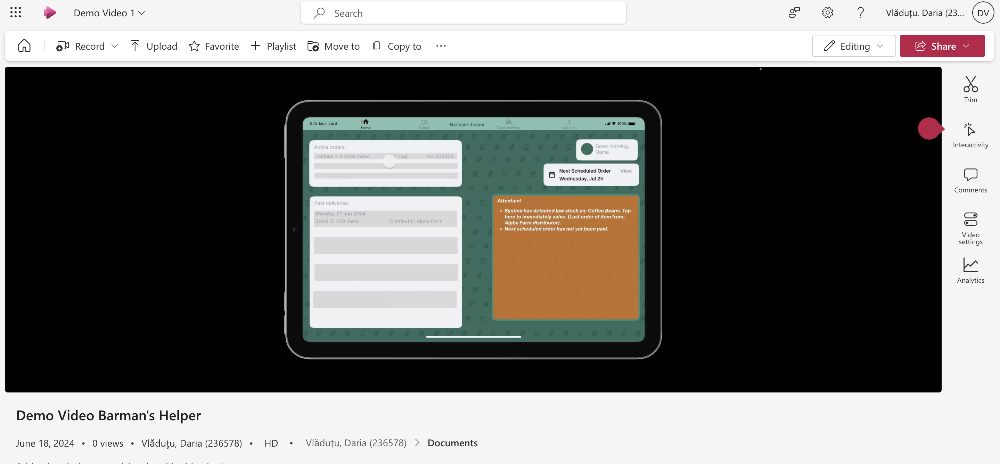 Demo Video 1
Search
Vlăduțu, Daria (23...
DV
Record
Upload
Favorite
Playlist
Move to
Copy to
Editing
Share
9:41 Mon Jun 3
Home
Orders
Barman's helper
Track delivery
Statistics
100%
Active orders:
Lemons + 3 other items
: 2kgs
No: 326358
Good morning,
Name
Next Scheduled Order
View
Wednesday, Jul 25
Past deliveries:
Monday, 27 Jun 2024
Stock Q: 250 items
Distributor: Alpha Farm
Attention!
• System has detected low stock on: Coffee Beans. Tap
here to immediately solve. (Last order of item from:
Alpha Farm distributor).
• Next scheduled order has not yet been paid.
Trim
Interactivity
Comments
Video
settings
Analytics
Demo Video Barman's Helper
June 18, 2024 • 0 views • Vlăduțu, Daria (236578) • HD • Vlăduțu, Daria (236578) > Documents